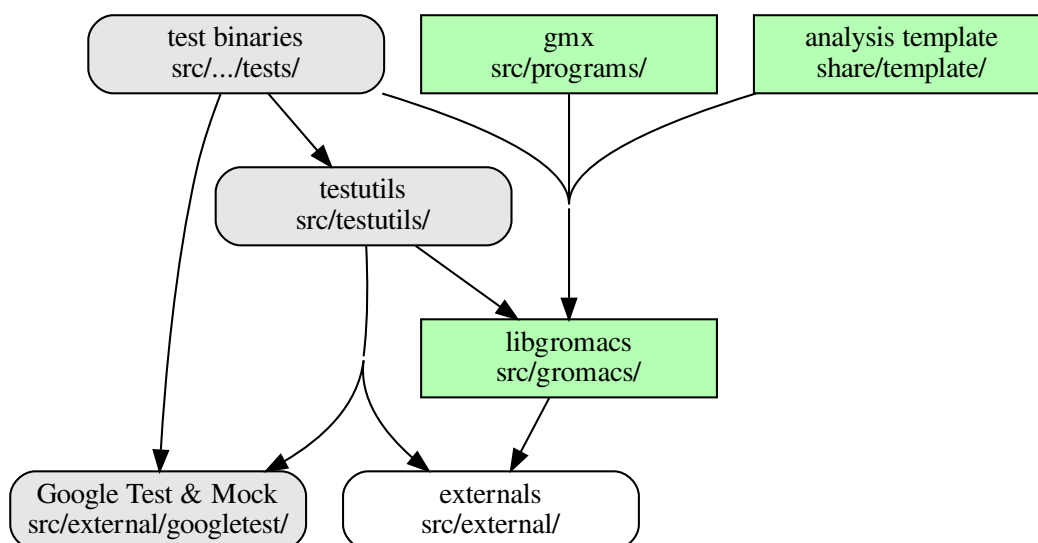 test binaries
src/.../tests/
gmx
src/programs/
analysis template
share/template/
testutils
src/testutils/
libgromacs
src/gromacs/
Google Test & Mock
src/external/googletest/
externals
src/external/